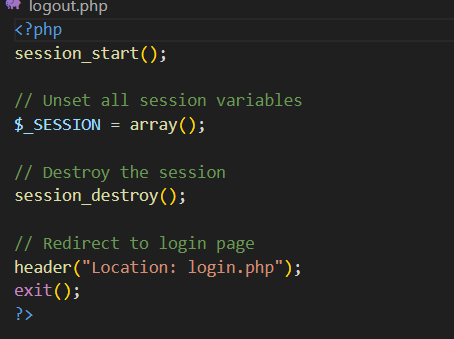 logout.php
<?php
session_start();
// Unset all session variables
$_SESSION = array();
// Destroy the session
session_destroy();
// Redirect to login page
header("Location: login.php");
exit();
?>